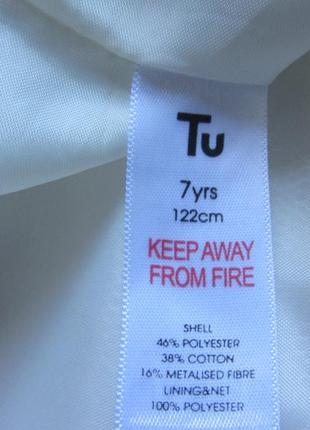 Tu
7yrs
122cm
KEEP AWAY
FROM FIRE
SHELL
46% POLYESTER
38% COTTON
16% METALISED FIBRE
LINING&NET
100% POLYESTER